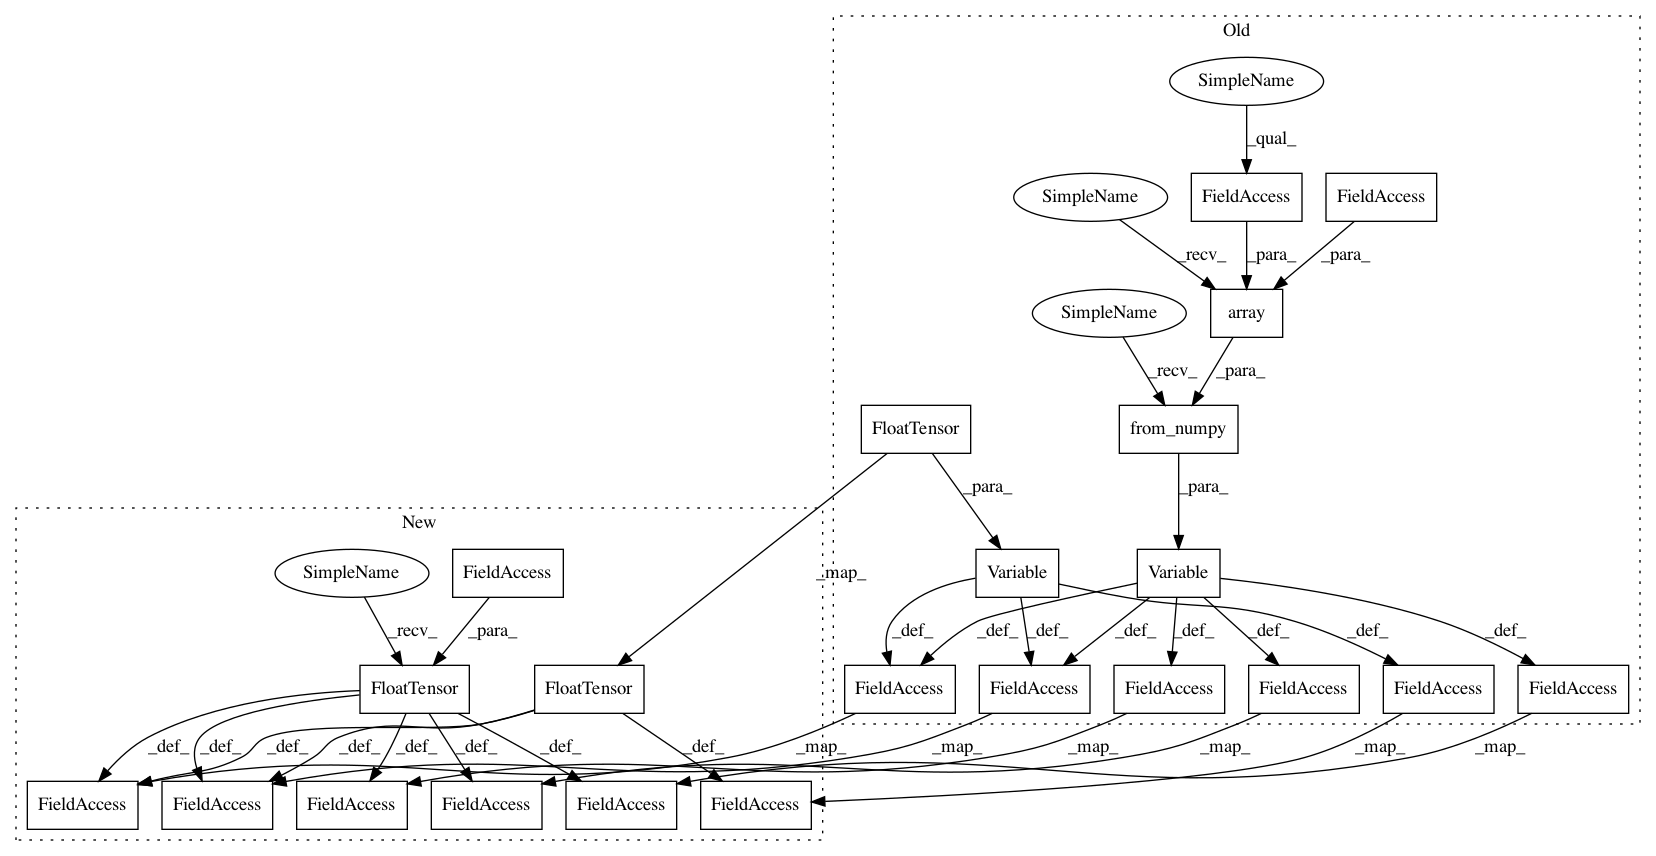 Old
SimpleName
_qual_
SimpleName
FieldAccess
FieldAccess
_recv_
_para_
_para_
SimpleName
array
_recv_
_para_
FloatTensor
from_numpy
_para_
_para_
New
SimpleName
FieldAccess
_map_
Variable
Variable
_recv_
_para_
_def_
_def_
_def_
_def_
_def_
_def_
_def_
_def_
FloatTensor
FloatTensor
FieldAccess
FieldAccess
FieldAccess
FieldAccess
FieldAccess
FieldAccess
_def_
_def_
_def_
_def_
_def_
_def_
_def_
_def_
_map_
_map_
_map_
_map_
_map_
_map_
FieldAccess
FieldAccess
FieldAccess
FieldAccess
FieldAccess
FieldAccess